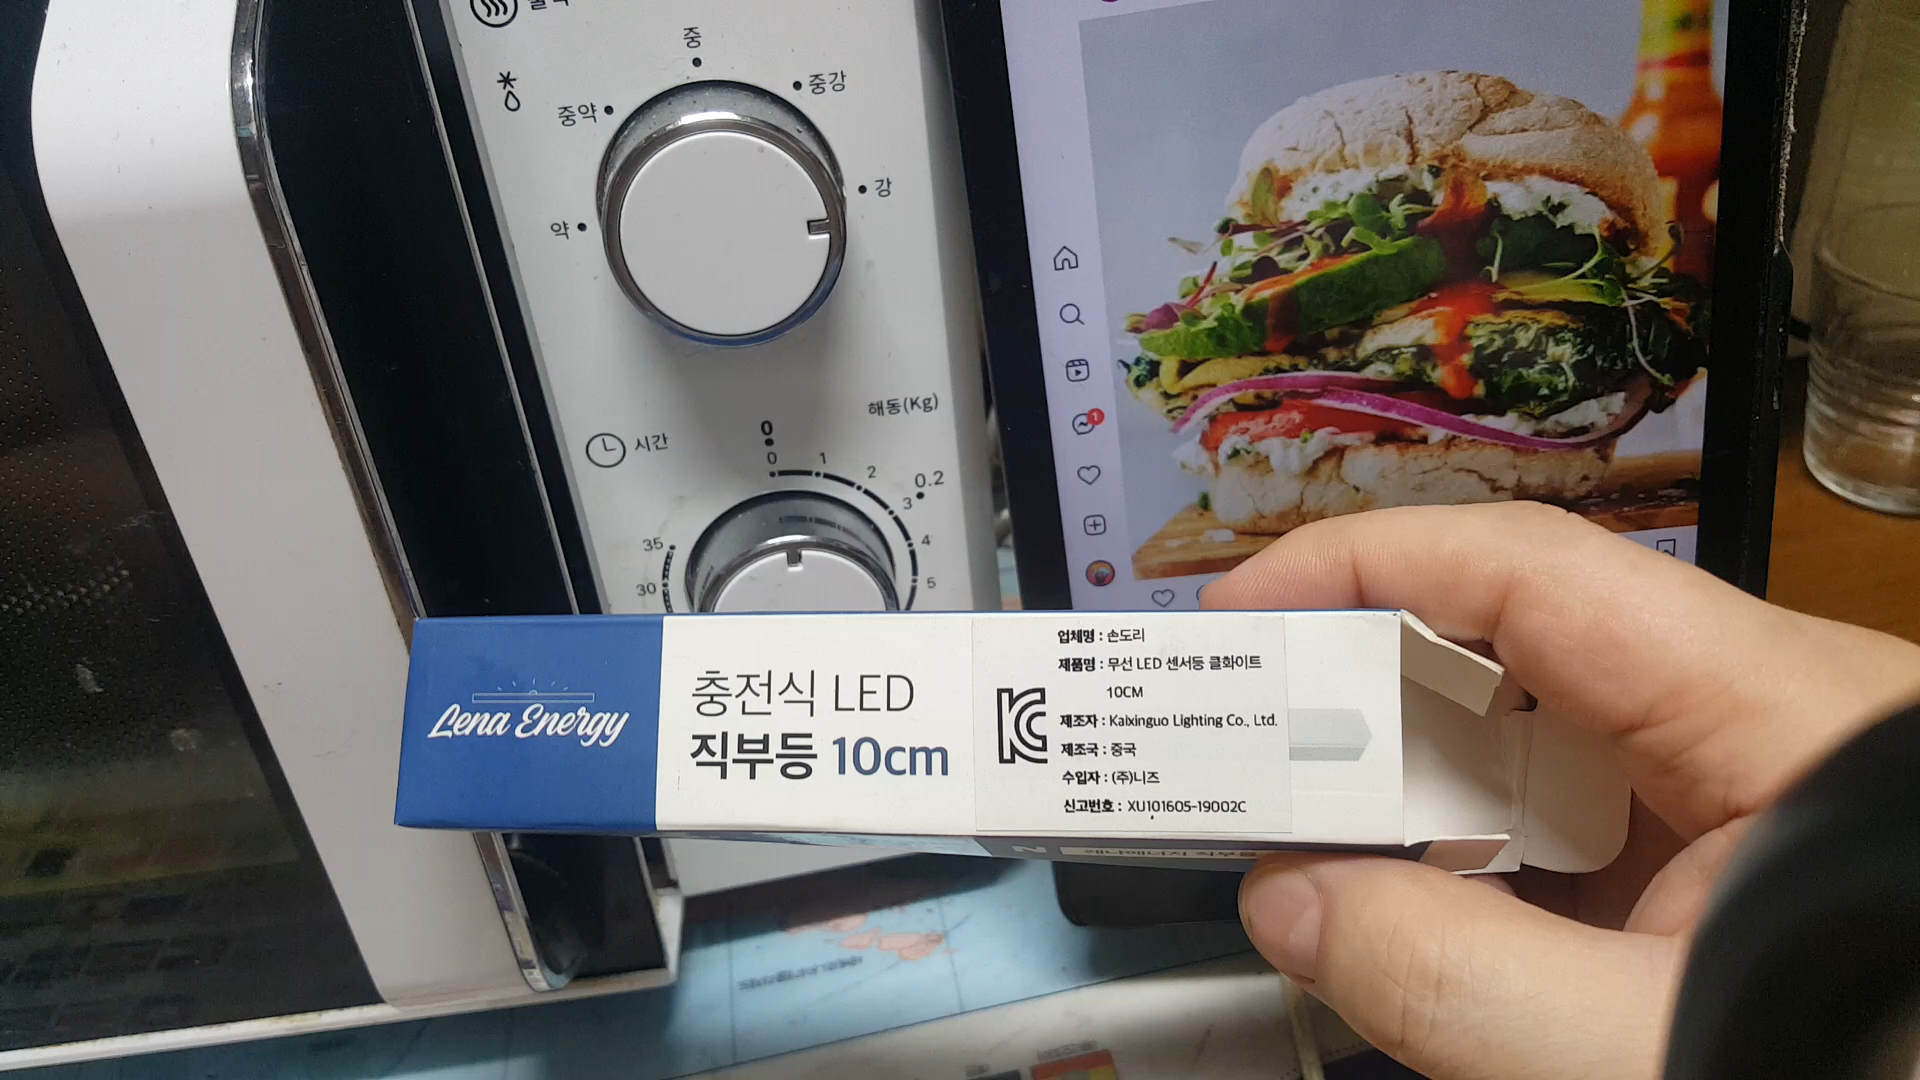 중
중강
중약
강
약
해동(Kg)
시간
0
0
1
2
0.2
3
4
5
35
30
1
Lena Energy
충전식 LED
직부등 10cm
업체명 : 손도리
제품명 : 무선 LED 센서등 쿨화이트
10CM
제조자 : Kaixinguo Lighting Co., Ltd.
제조국 : 중국
수입자 : (주)니즈
신고번호 : XU101605-19002C